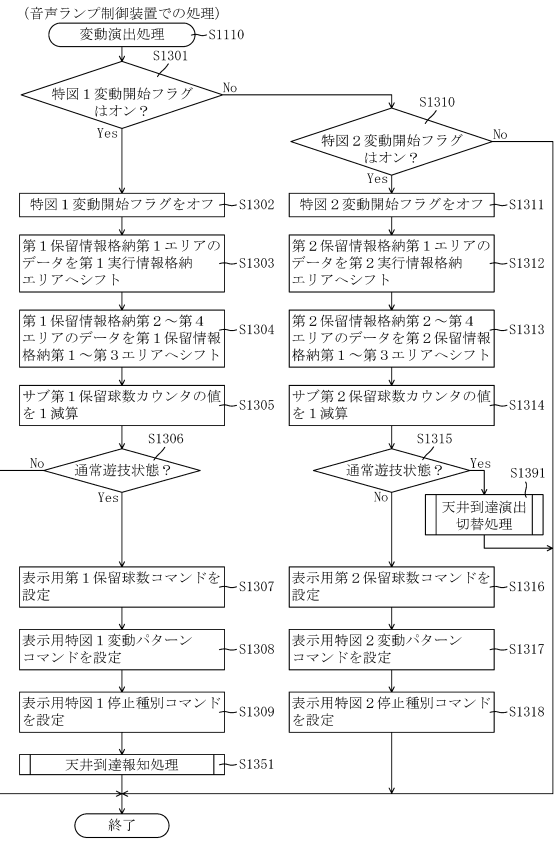 （音声ランプ制御装置での処理）
変動演出処理
S1110
S1301
特図１変動開始フラグ
はオン？
No
Yes
S1310
特図２変動開始フラグ
はオン？
No
Yes
特図１変動開始フラグをオフ
S1302
特図２変動開始フラグをオフ
S1311
第１保留情報格納第１エリアの
データを第１実行情報格納
エリアへシフト
S1303
第２保留情報格納第１エリアの
データを第２実行情報格納
エリアへシフト
S1312
第１保留情報格納第２～第４
エリアのデータを第１保留情報
格納第１～第３エリアへシフト
S1304
第２保留情報格納第２～第４
エリアのデータを第２保留情報
格納第１～第３エリアへシフト
S1313
サブ第１保留球数カウンタの値
を１減算
S1305
サブ第２保留球数カウンタの値
を１減算
S1314
S1306
No
通常遊技状態？
Yes
S1315
通常遊技状態？
Yes
No
S1391
天井到達演出
切替処理
表示用第１保留球数コマンドを
設定
S1307
表示用第２保留球数コマンドを
設定
S1316
表示用特図１変動パターン
コマンドを設定
S1308
表示用特図２変動パターン
コマンドを設定
S1317
表示用特図１停止種別コマンド
を設定
S1309
表示用特図２停止種別コマンド
を設定
S1318
天井到達報知処理
S1351
終了